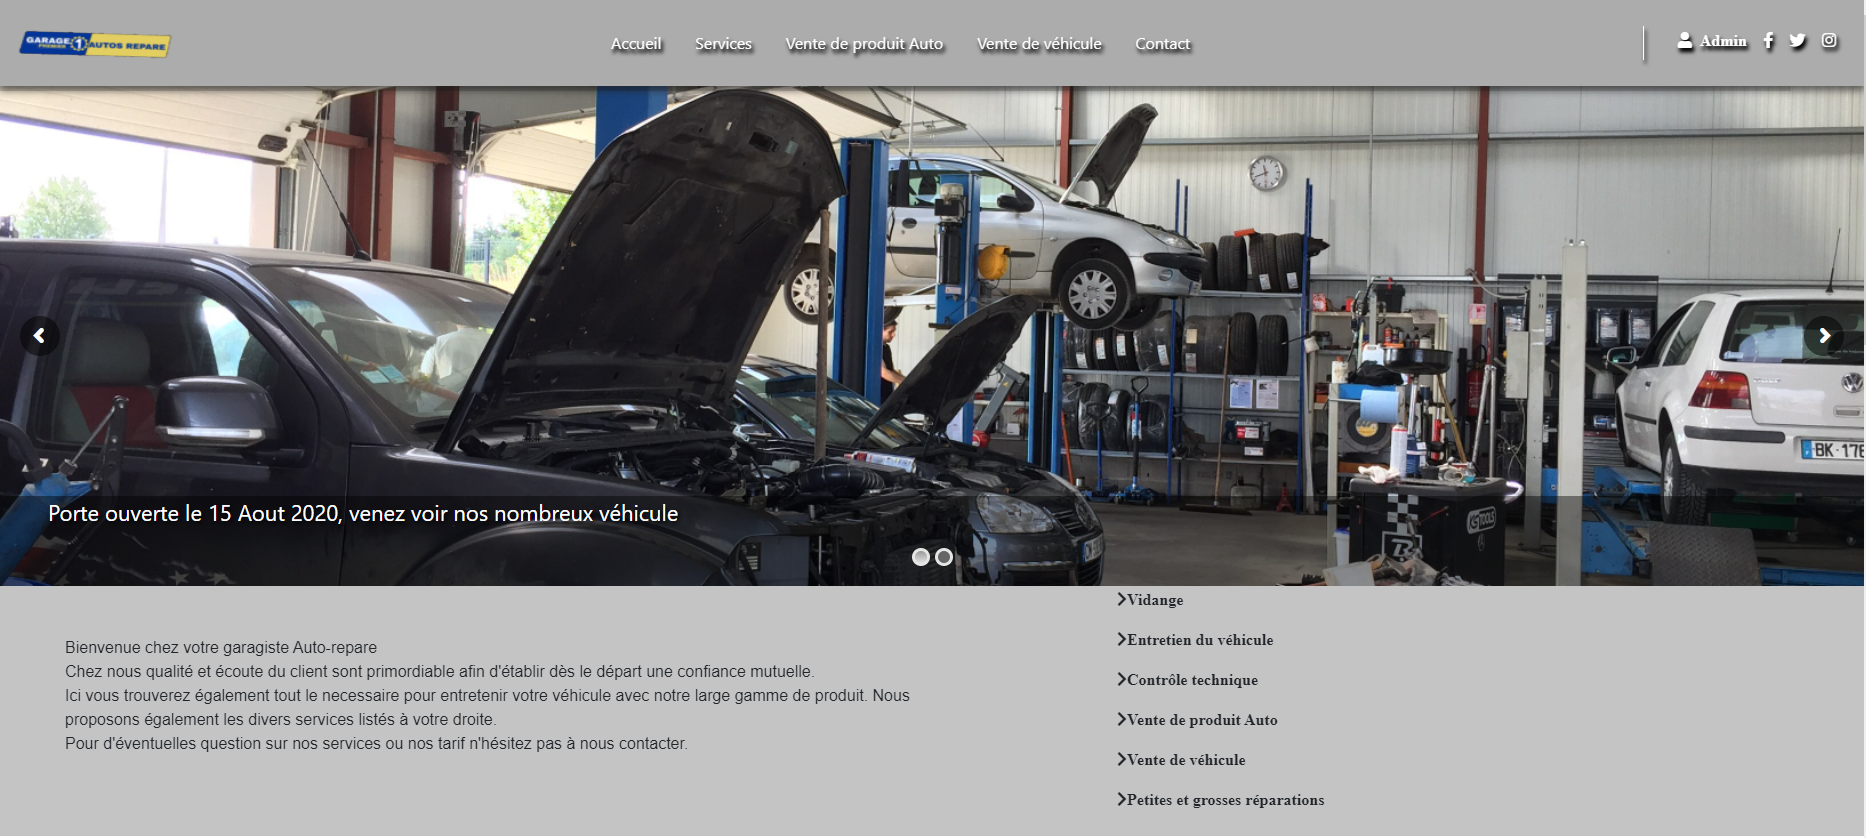 GARAGE PREMIER 1 AUTOS REPARE
Accueil
Services
Vente de produit Auto
Vente de véhicule
Contact
Admin
BK-176
KS TOOLS
Porte ouverte le 15 Aout 2020, venez voir nos nombreux véhicule
Bienvenue chez votre garagiste Auto-repare
Chez nous qualité et écoute du client sont primordiable afin d'établir dès le départ une confiance mutuelle.
Ici vous trouverez également tout le necessaire pour entretenir votre véhicule avec notre large gamme de produit. Nous
proposons également les divers services listés à votre droite.
Pour d'éventuelles question sur nos services ou nos tarif n'hésitez pas à nous contacter.
Vidange
Entretien du véhicule
Contrôle technique
Vente de produit Auto
Vente de véhicule
Petites et grosses réparations